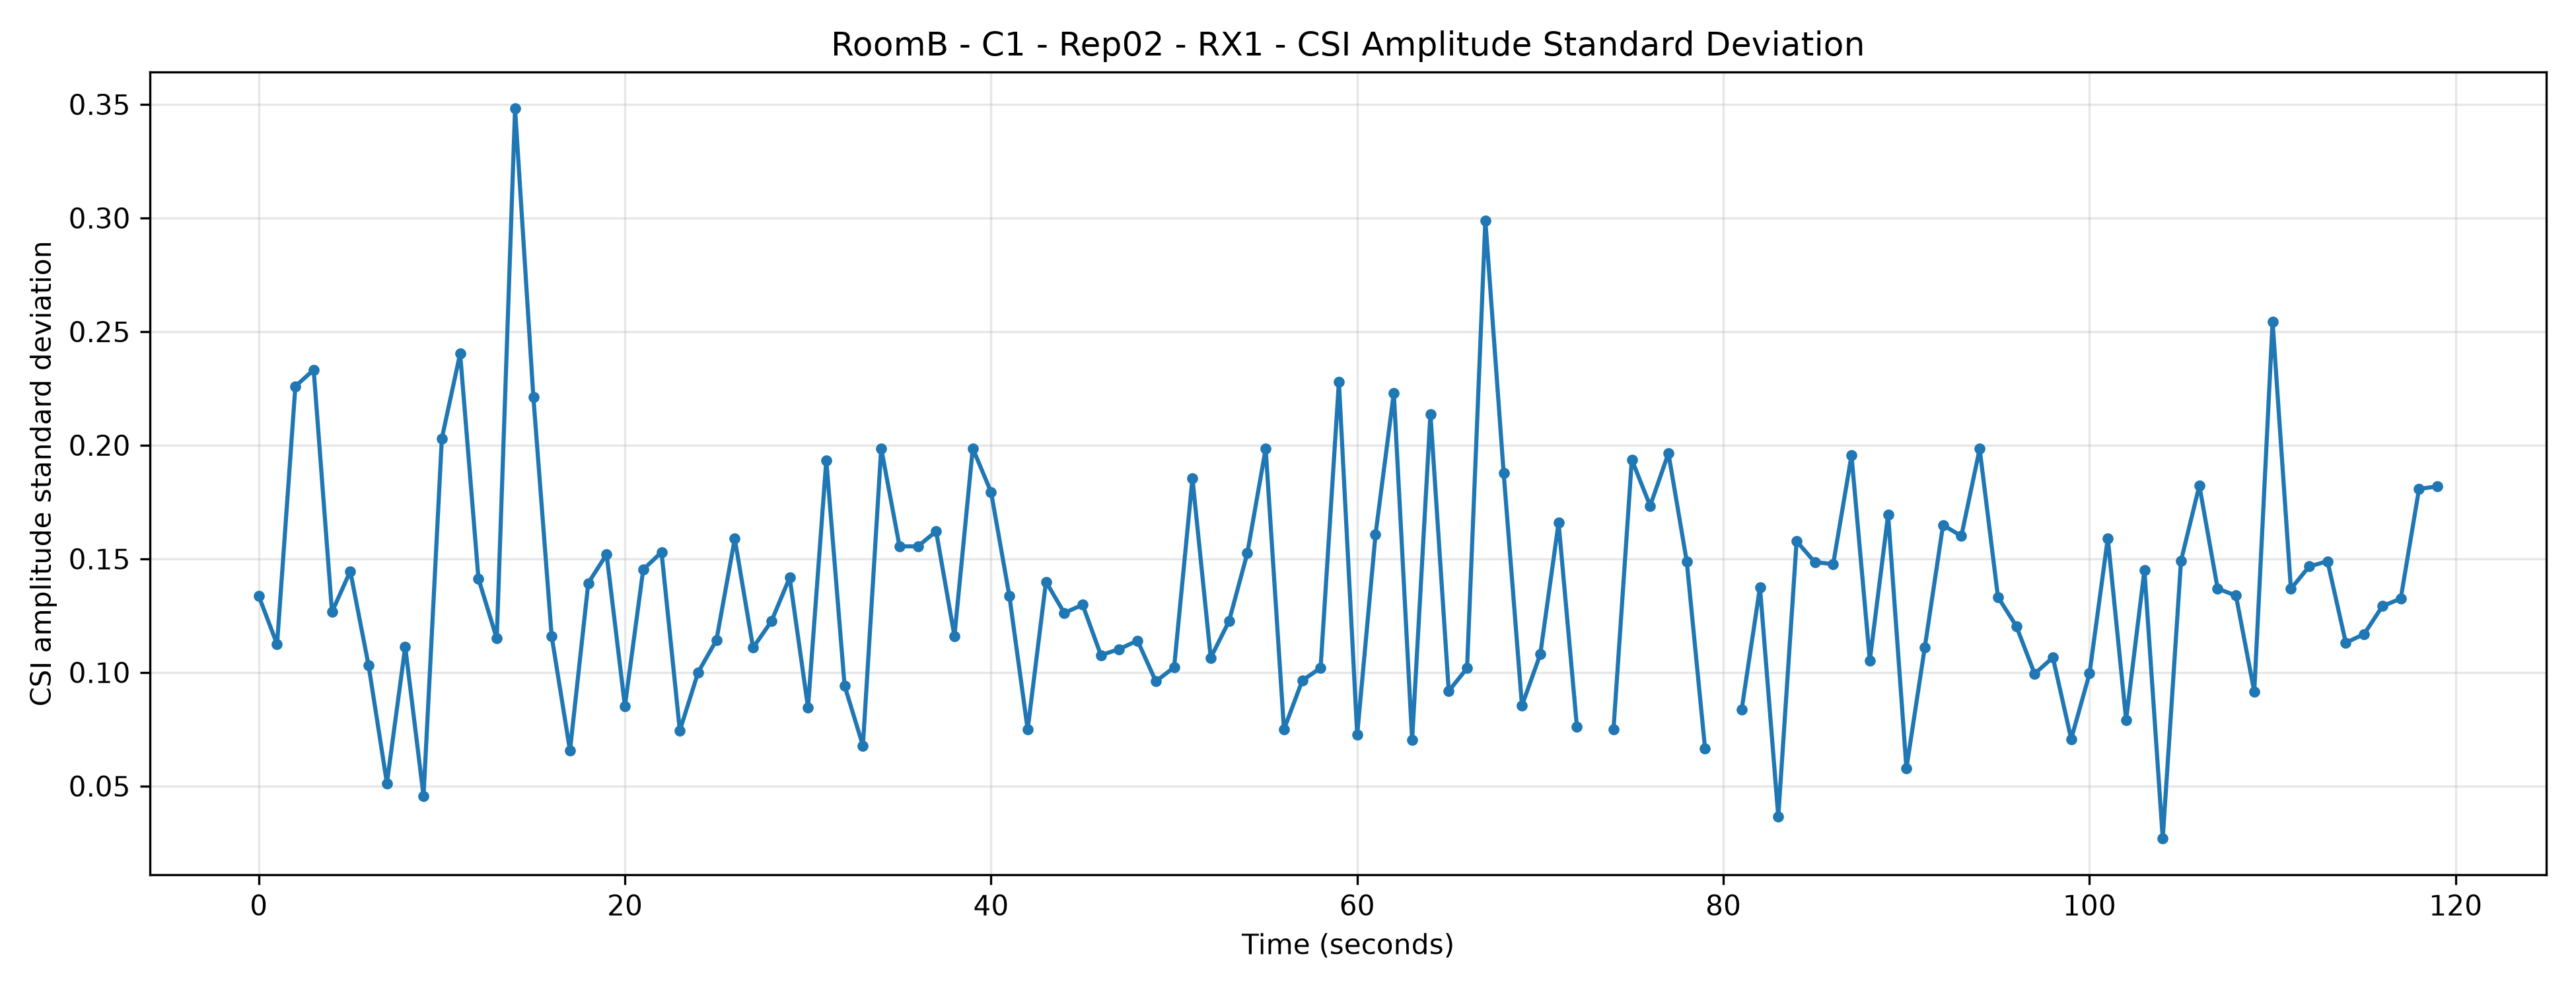 RoomB - C1 - Rep02 - RX1 - CSI Amplitude Standard Deviation
CSI amplitude standard deviation
0.35
0.30
0.25
0.20
0.15
0.10
0.05
0 20 40 60 80 100 120
Time (seconds)